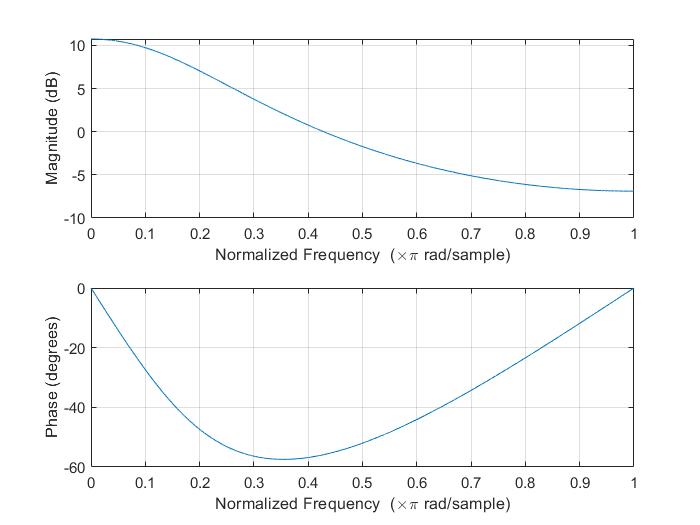 10
5
0
-5
-10
Magnitude (dB)
0 0.1 0.2 0.3 0.4 0.5 0.6 0.7 0.8 0.9 1
Normalized Frequency (×π rad/sample)
0
-20
-40
-60
Phase (degrees)
0 0.1 0.2 0.3 0.4 0.5 0.6 0.7 0.8 0.9 1
Normalized Frequency (×π rad/sample)